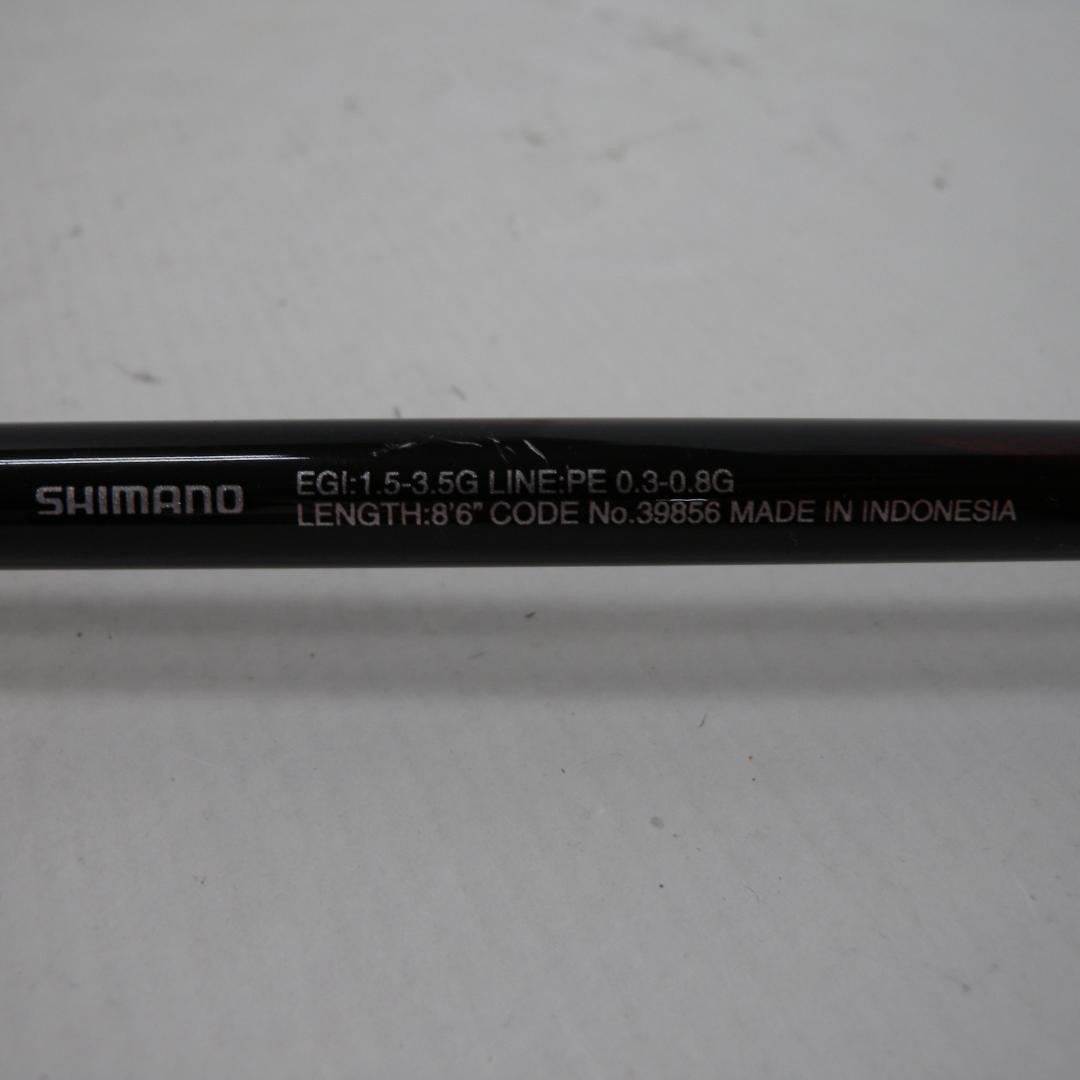 SHIMANO
EGI:1.5-3.5G LINE:PE 0.3-0.8G
LENGTH:8'6" CODE No.39856 MADE IN INDONESIA